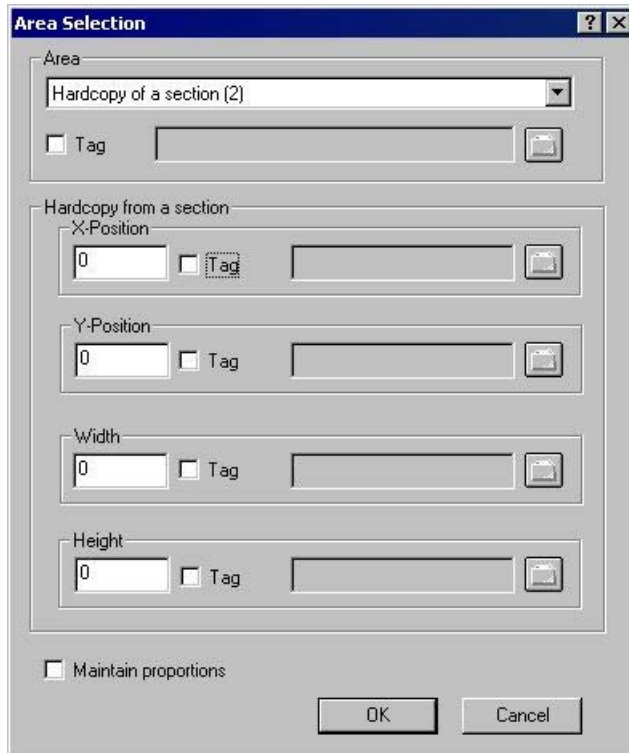 Area Selection
Area
Hardcopy of a section (2)
Tag
Hardcopy from a section
X-Position
0 Tag
Y-Position
0 Tag
Width
0 Tag
Height
0 Tag
Maintain proportions
OK Cancel